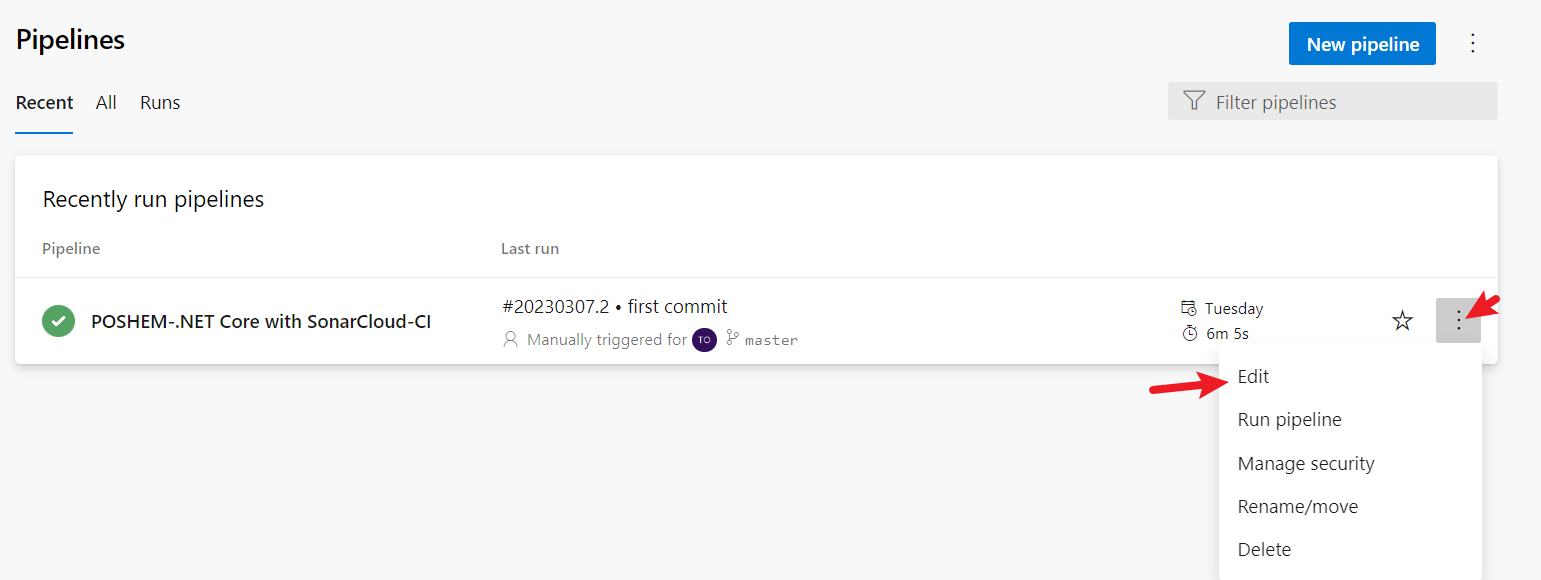 Pipelines
New pipeline
Recent All Runs
Filter pipelines
Recently run pipelines
Pipeline Last run
POSHEM-.NET Core with SonarCloud-CI
#20230307.2 • first commit
Manually triggered for TO master
Tuesday
6m 5s
Edit
Run pipeline
Manage security
Rename/move
Delete